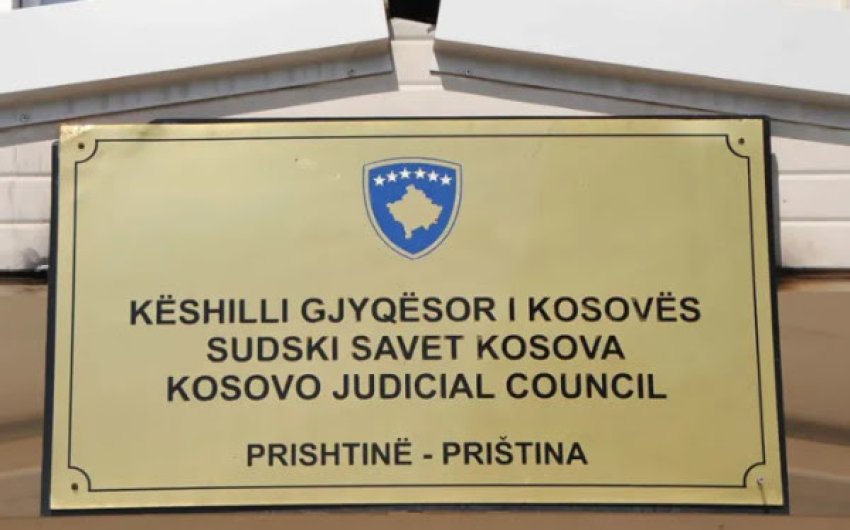 KËSHILLI GJYQËSOR I KOSOVËS
SUDSKI SAVET KOSOVA
KOSOVO JUDICIAL COUNCIL
PRISHTINË - PRIŠTINA